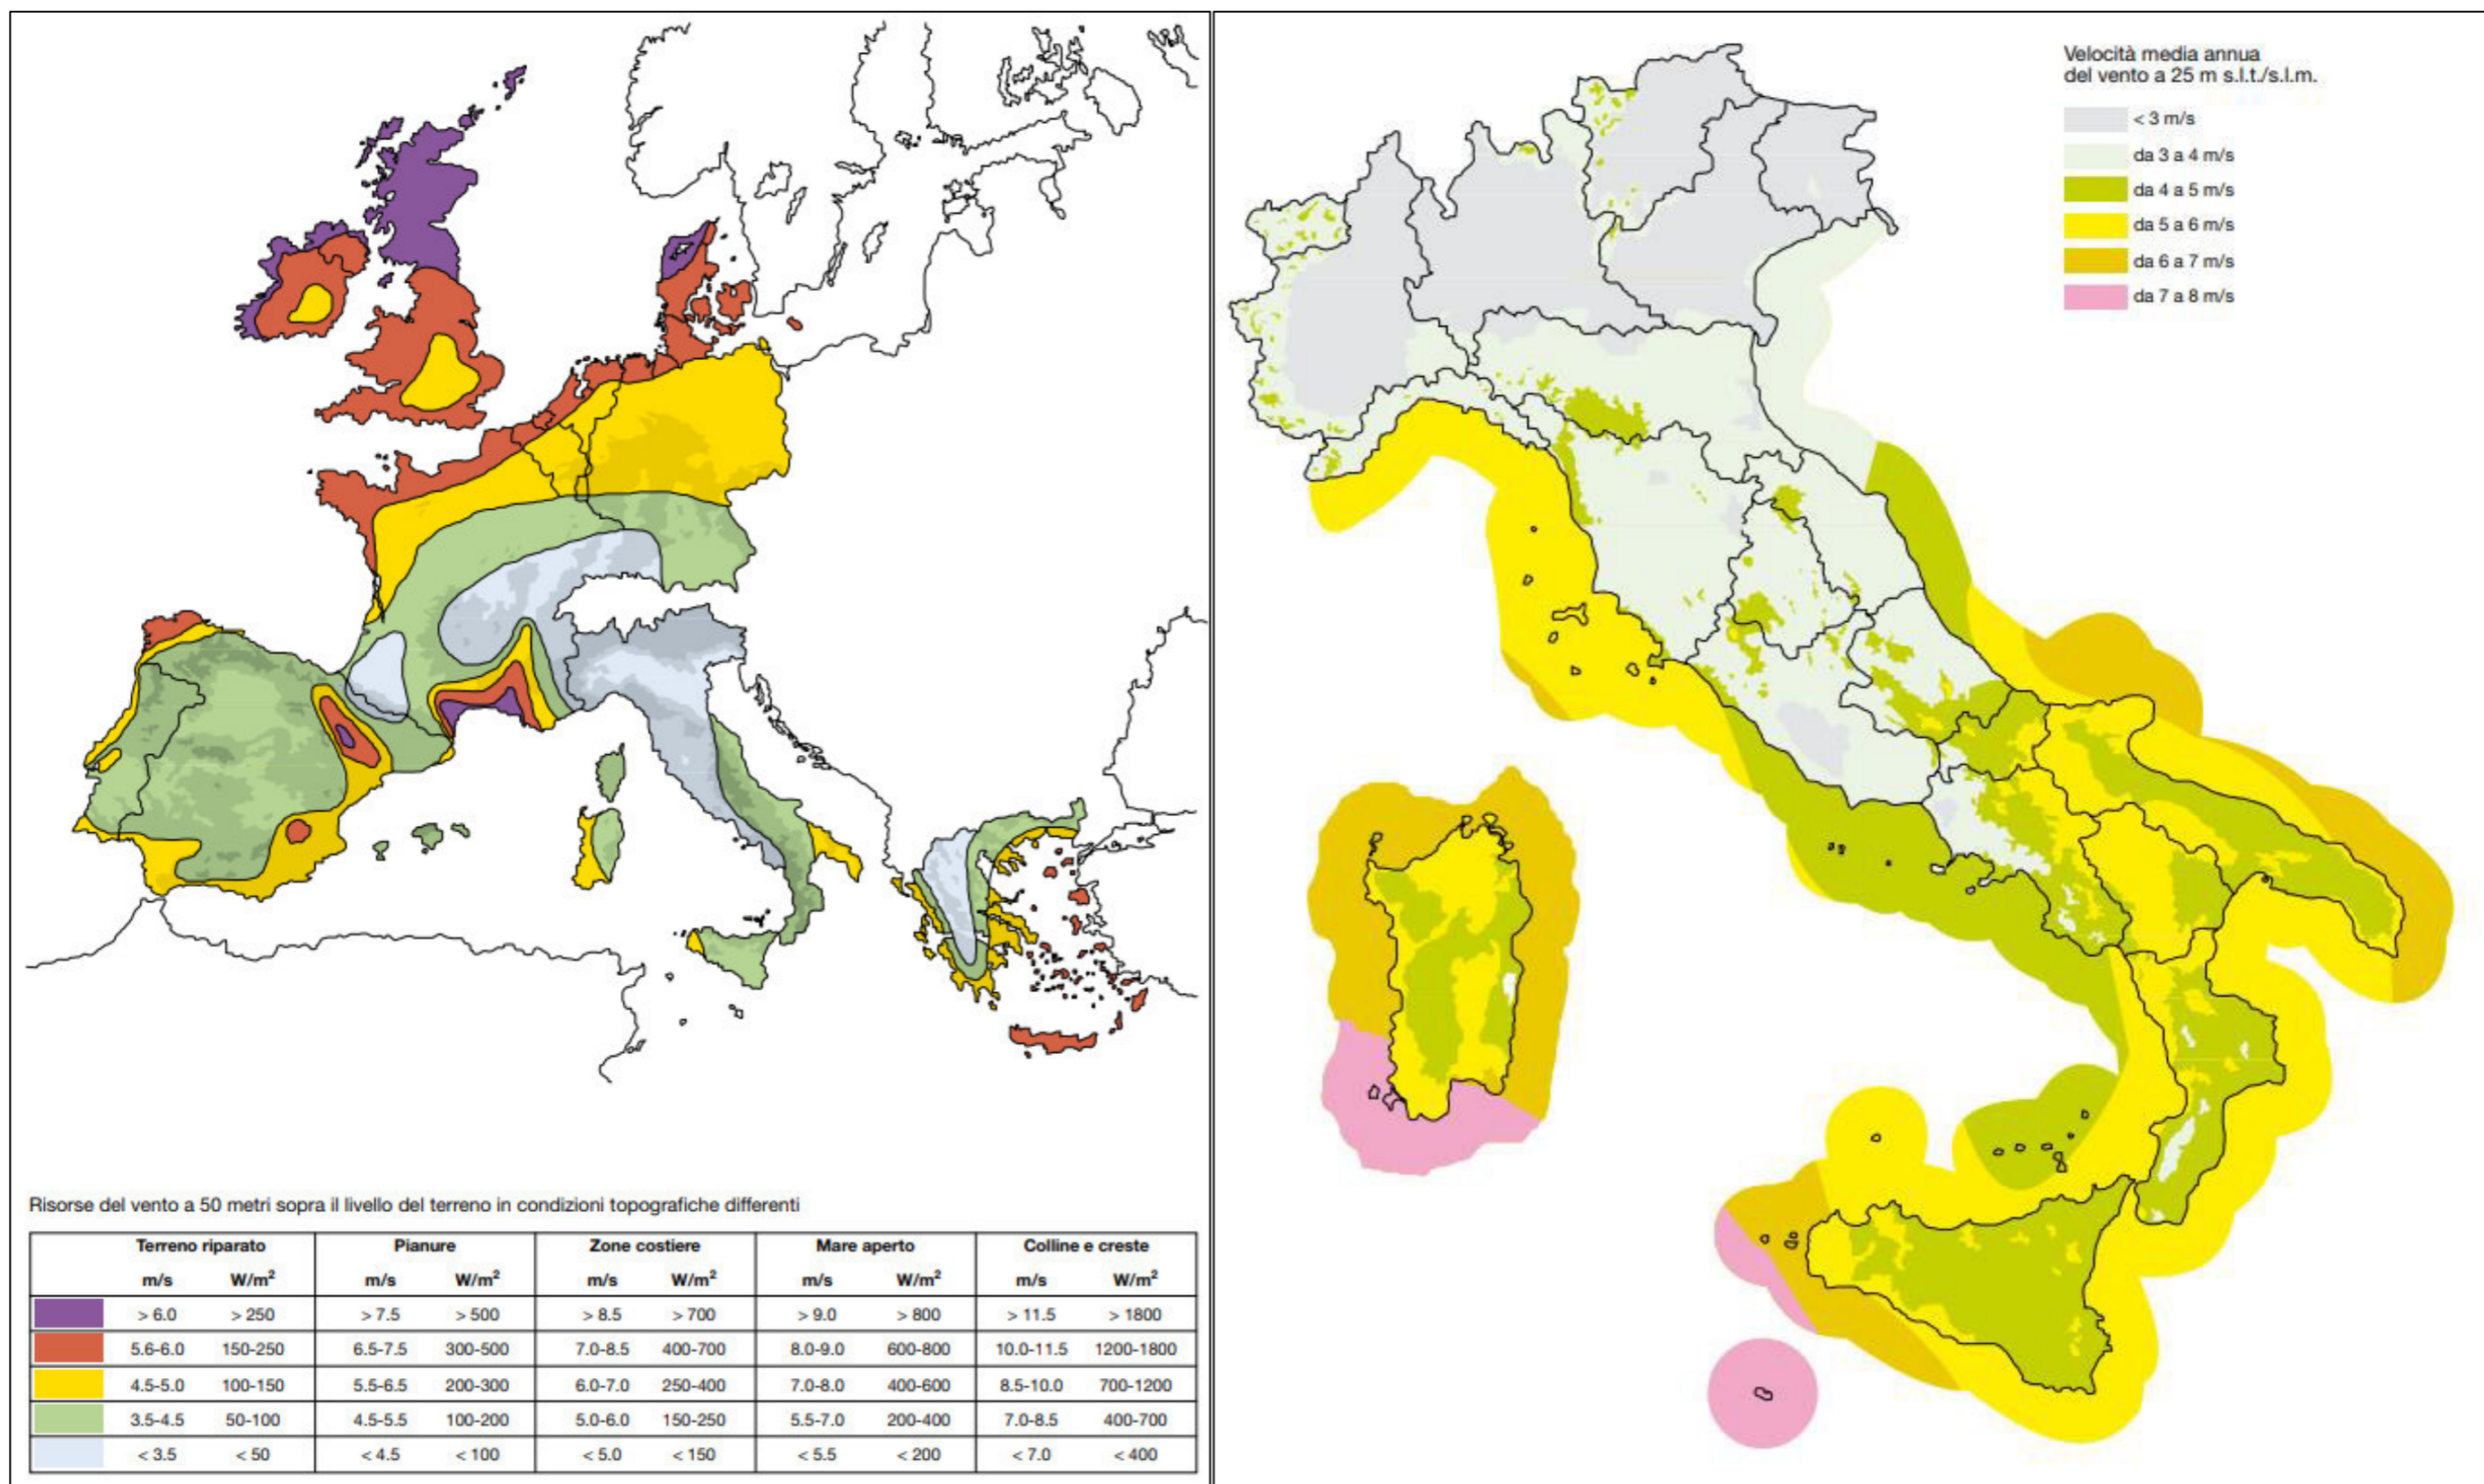 Velocità media annua
del vento a 25 m s.l.t./s.l.m.
< 3 m/s
da 3 a 4 m/s
da 4 a 5 m/s
da 5 a 6 m/s
da 6 a 7 m/s
da 7 a 8 m/s
Risorse del vento a 50 metri sopra il livello del terreno in condizioni topografiche differenti
Terreno riparato Pianure Zone costiere Mare aperto Colline e creste
m/s W/m² m/s W/m² m/s W/m² m/s W/m² m/s W/m²
> 6.0 > 250 > 7.5 > 500 > 8.5 > 700 > 9.0 > 800 > 11.5 > 1800
5.6-6.0 150-250 6.5-7.5 300-500 7.0-8.5 400-700 8.0-9.0 600-800 10.0-11.5 1200-1800
4.5-5.0 100-150 5.5-6.5 200-300 6.0-7.0 250-400 7.0-8.0 400-600 8.5-10.0 700-1200
3.5-4.5 50-100 4.5-5.5 100-200 5.0-6.0 150-250 5.5-7.0 200-400 7.0-8.5 400-700
< 3.5 < 50 < 4.5 < 100 < 5.0 < 150 < 5.5 < 200 < 7.0 < 400